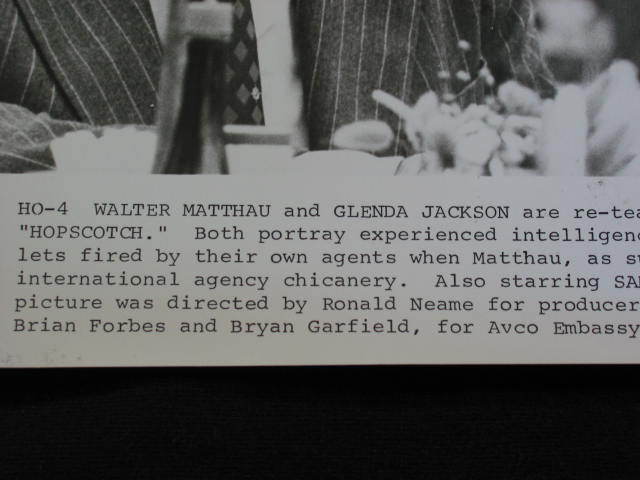 HO-4 WALTER MATTHAU and GLENDA JACKSON are re-tea
"HOPSCOTCH." Both portray experienced intelligenc
lets fired by their own agents when Matthau, as su
international agency chicanery. Also starring SAM
picture was directed by Ronald Neame for producer
Brian Forbes and Bryan Garfield, for Avco Embassy